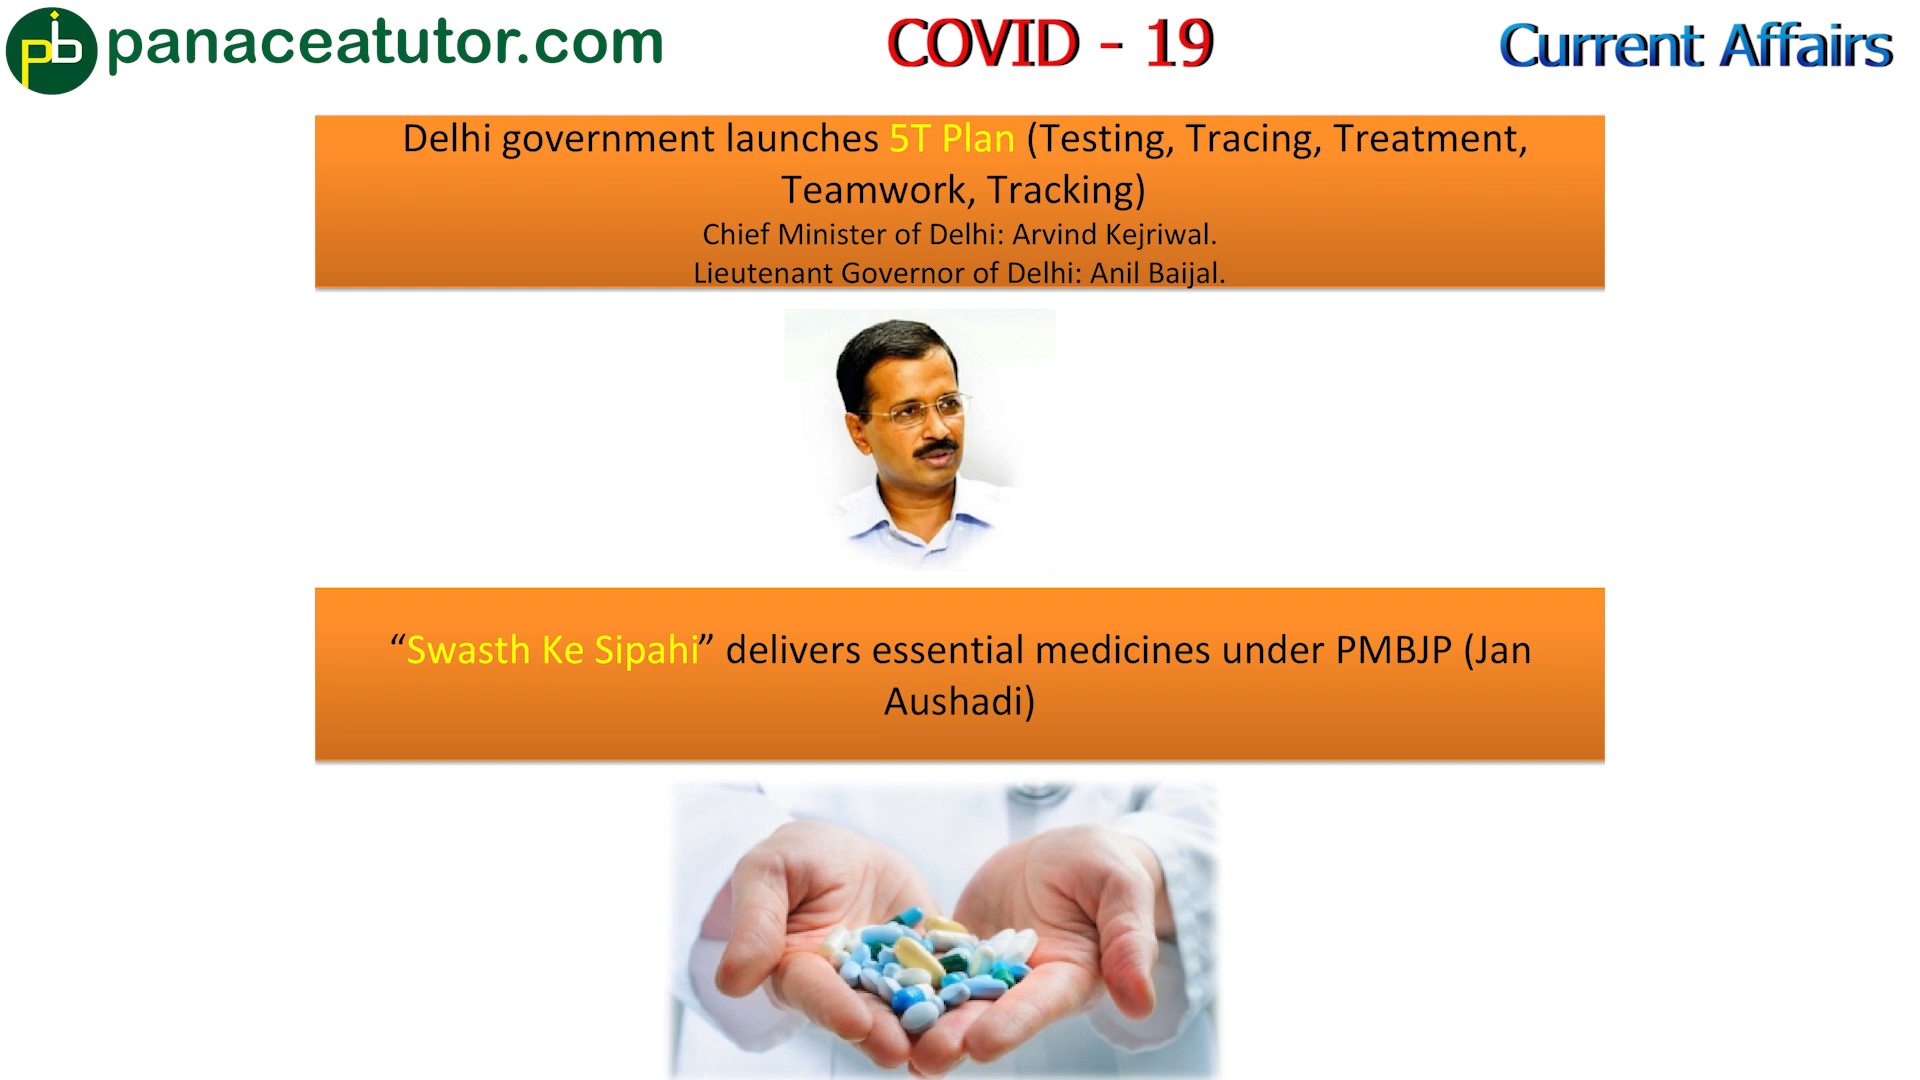 pib panaceatutor.com
COVID - 19
Current Affairs
Delhi government launches 5T Plan (Testing, Tracing, Treatment,
Teamwork, Tracking)
Chief Minister of Delhi: Arvind Kejriwal.
Lieutenant Governor of Delhi: Anil Baijal.
“Swasth Ke Sipahi” delivers essential medicines under PMBJP (Jan
Aushadi)